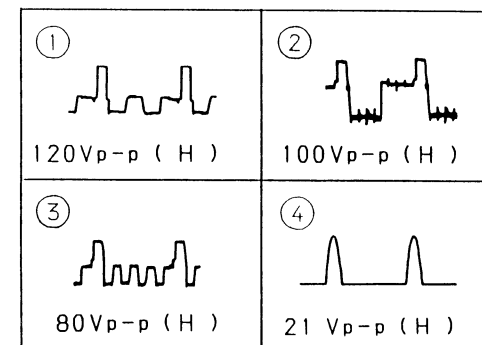 ① ②
120Vp-p ( H ) 100Vp-p ( H )
③ ④
80Vp-p ( H ) 21 Vp-p ( H )